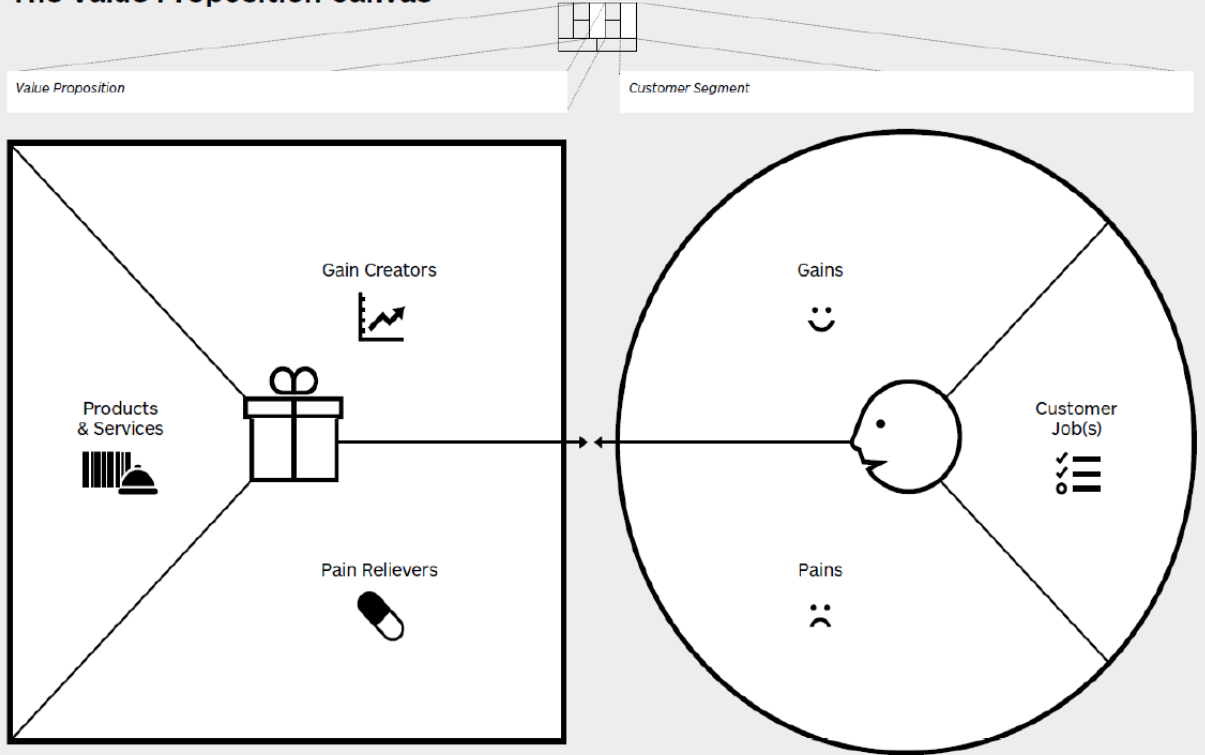 The Value Proposition Canvas
Value Proposition
Customer Segment
Gain Creators
Products
& Services
Pain Relievers
Gains
Customer
Job(s)
Pains